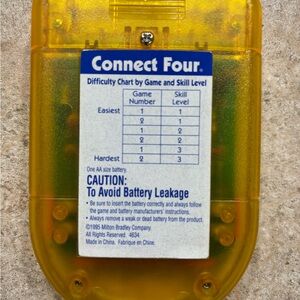 Connect Four®
Difficulty Chart by Game and Skill Level
Game Number Skill Level
Easiest 1 1
2 1
1 2
2 2
1 3
Hardest 2 3
One AA size battery.
CAUTION:
To Avoid Battery Leakage
• Be sure to insert the battery correctly and always follow
the game and battery manufacturers' instructions.
• Always remove a weak or dead battery from the product.
©1995 Milton Bradley Company.
All Rights Reserved. 4634
Made in China. Fabriqué en Chine.